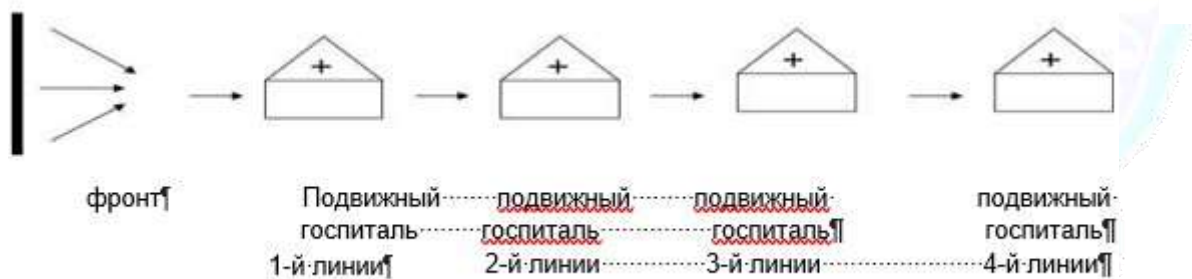 фронт¶ Подвижный подвижный подвижный подвижный
госпиталь госпиталь госпиталь¶ госпиталь¶
1-й линии¶ 2-й линии 3-й линии 4-й линии¶